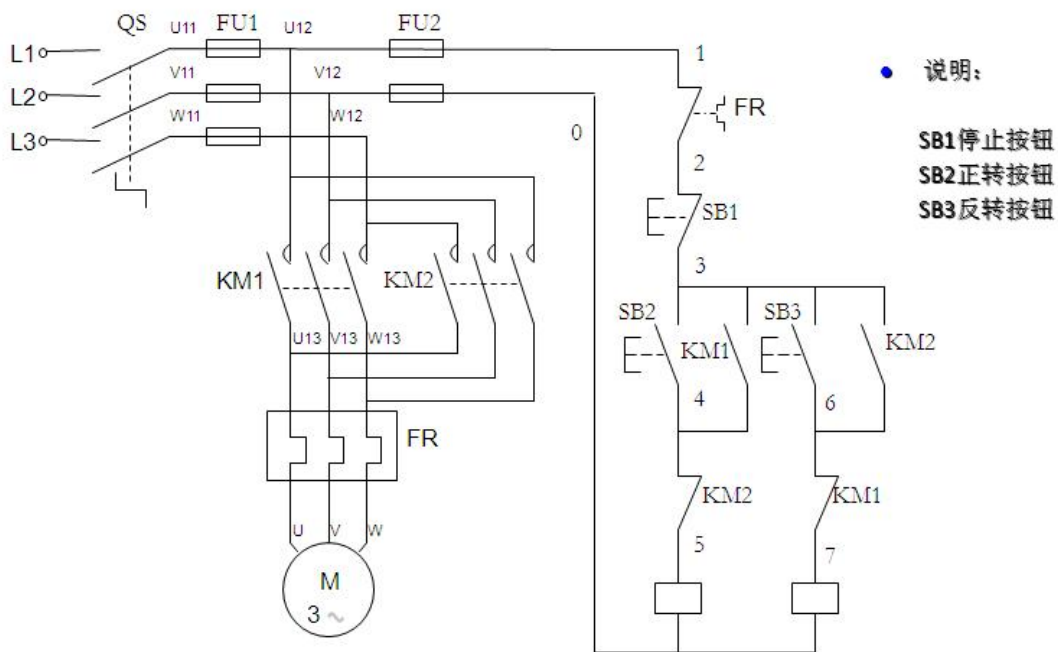 QS U11 FU1 U12 FU2 1
L1
V11 V12
L2
W11 W12
L3
0
FR
• 说明:
SB1停止按钮
SB2正转按钮
SB3反转按钮
2
SB1
3
KM1 KM2
SB2 KM1 SB3 KM2
U13 V13 W13
4 6
FR
KM2 KM1
U V W
5 7
M
3 ~